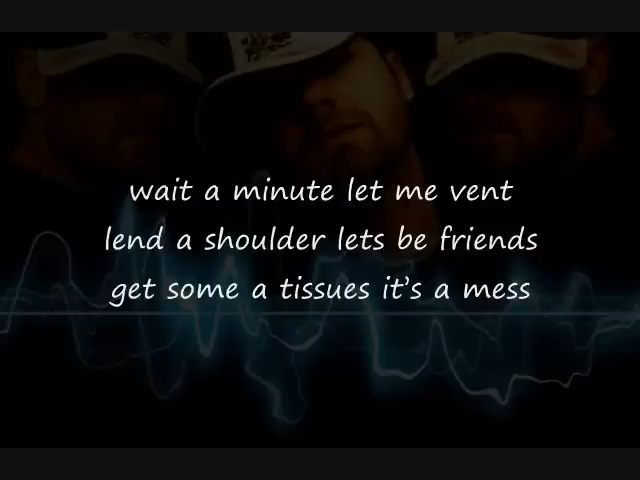 wait a minute let me vent
lend a shoulder lets be friends
get some a tissues it's a mess